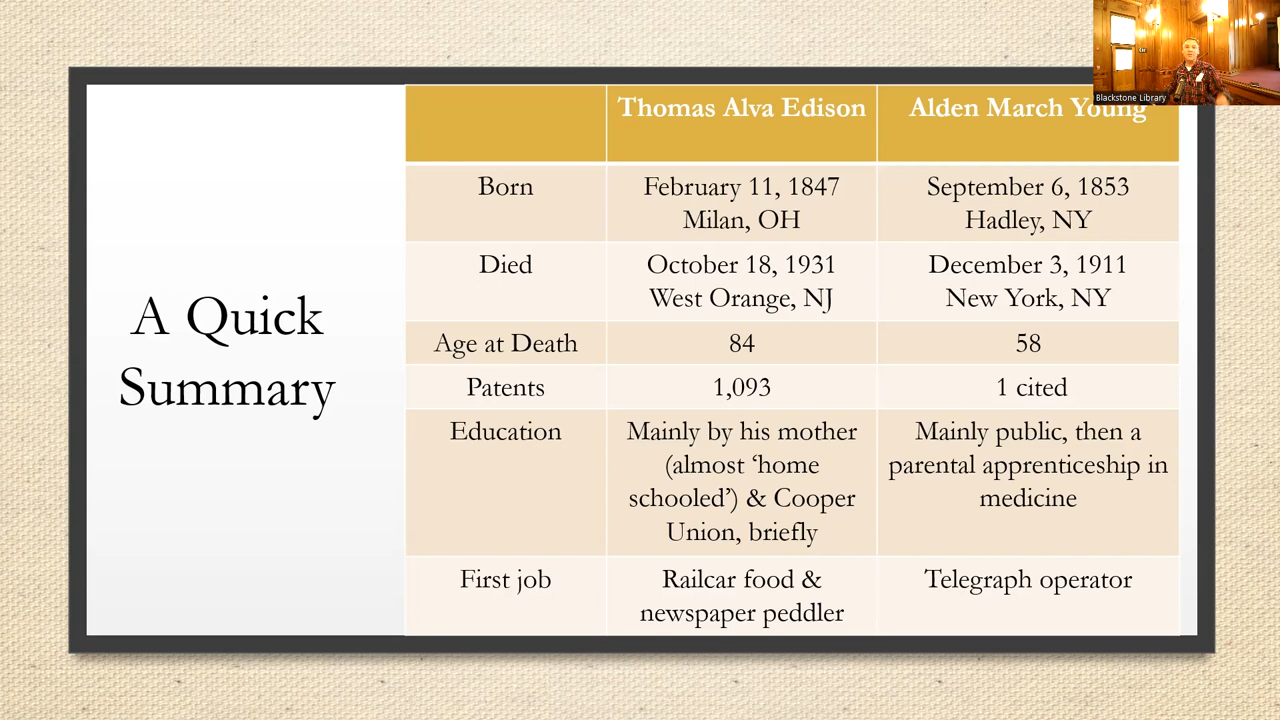 Blackstone Library
A Quick
Summary
Thomas Alva Edison
Alden March Young
Born
February 11, 1847
Milan, OH
September 6, 1853
Hadley, NY
Died
October 18, 1931
West Orange, NJ
December 3, 1911
New York, NY
Age at Death
84
58
Patents
1,093
1 cited
Education
Mainly by his mother
(almost ‘home
schooled’) & Cooper
Union, briefly
Mainly public, then a
parental apprenticeship in
medicine
First job
Railcar food &
newspaper peddler
Telegraph operator